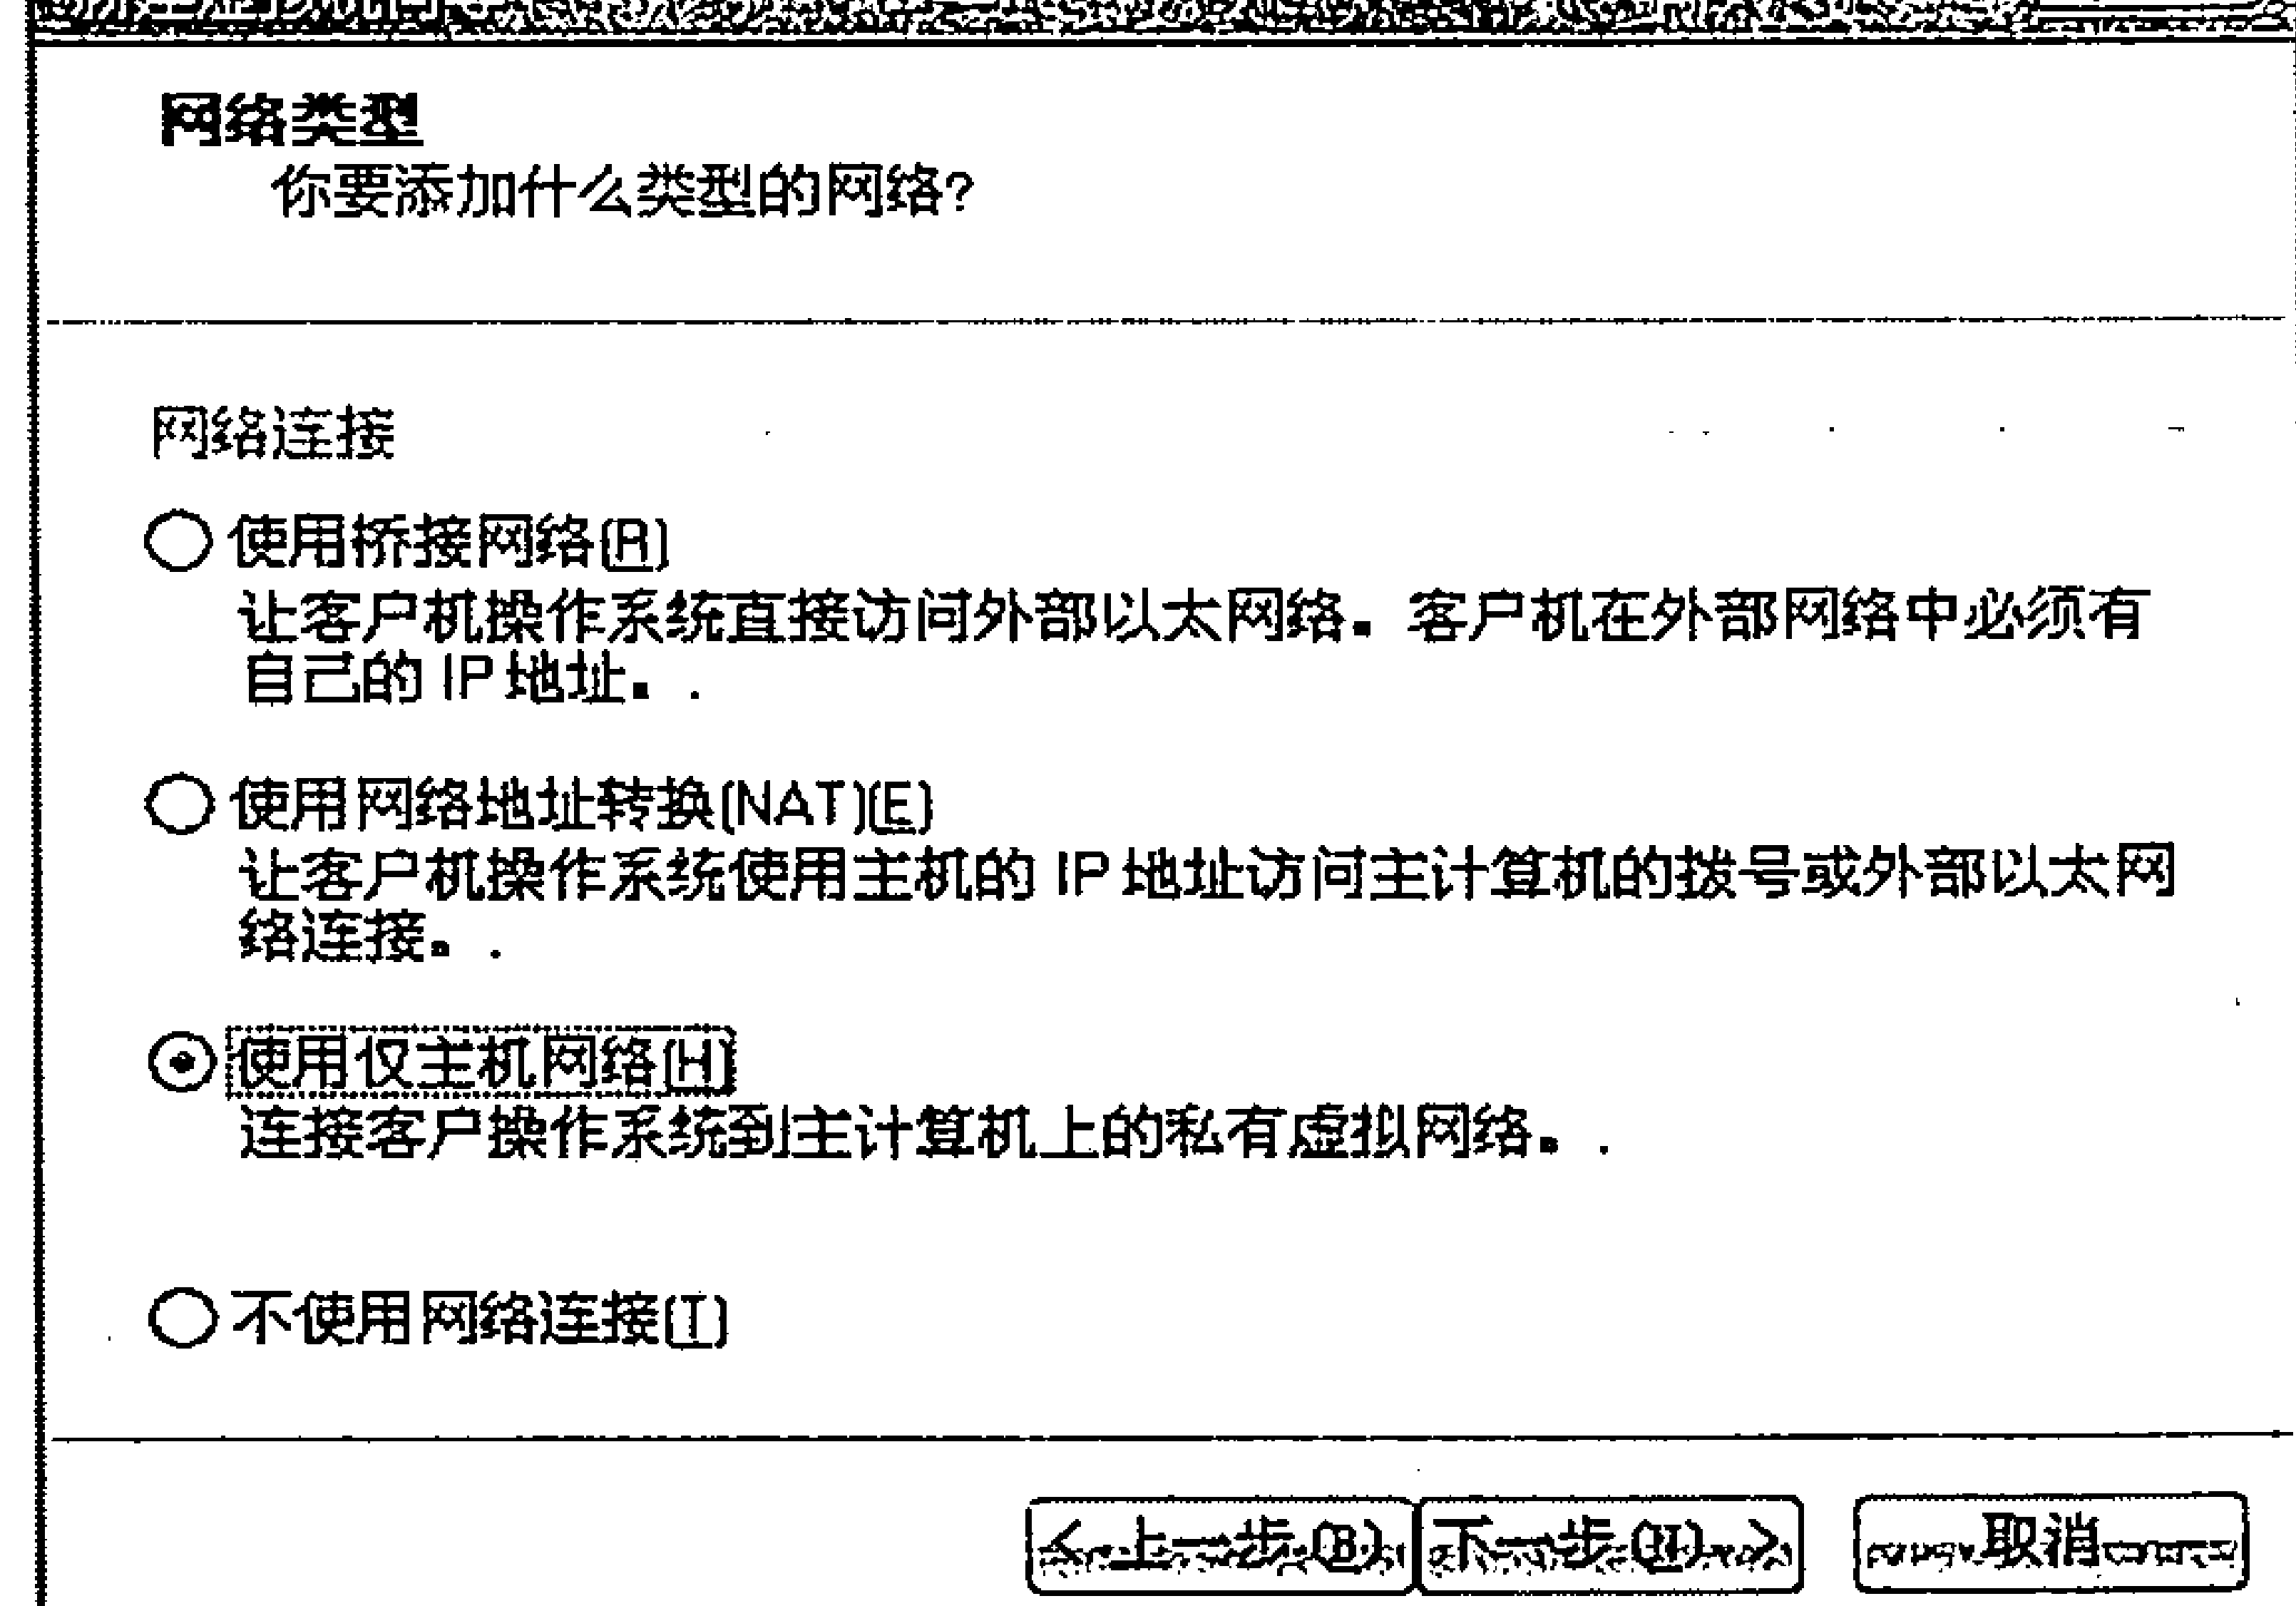 网络类型
你要添加什么类型的网络?
网络连接
使用桥接网络(R)
让客户机操作系统直接访问外部以太网络。客户机在外部网络中必须有
自己的 IP 地址。.
使用网络地址转换(NAT)(E)
让客户机操作系统使用主机的 IP 地址访问主计算机的拨号或外部以太网
络连接。.
使用仅主机网络(H)
连接客户操作系统到主计算机上的私有虚拟网络。.
不使用网络连接(T)
< 上一步(B) 下一步(N) > 取消